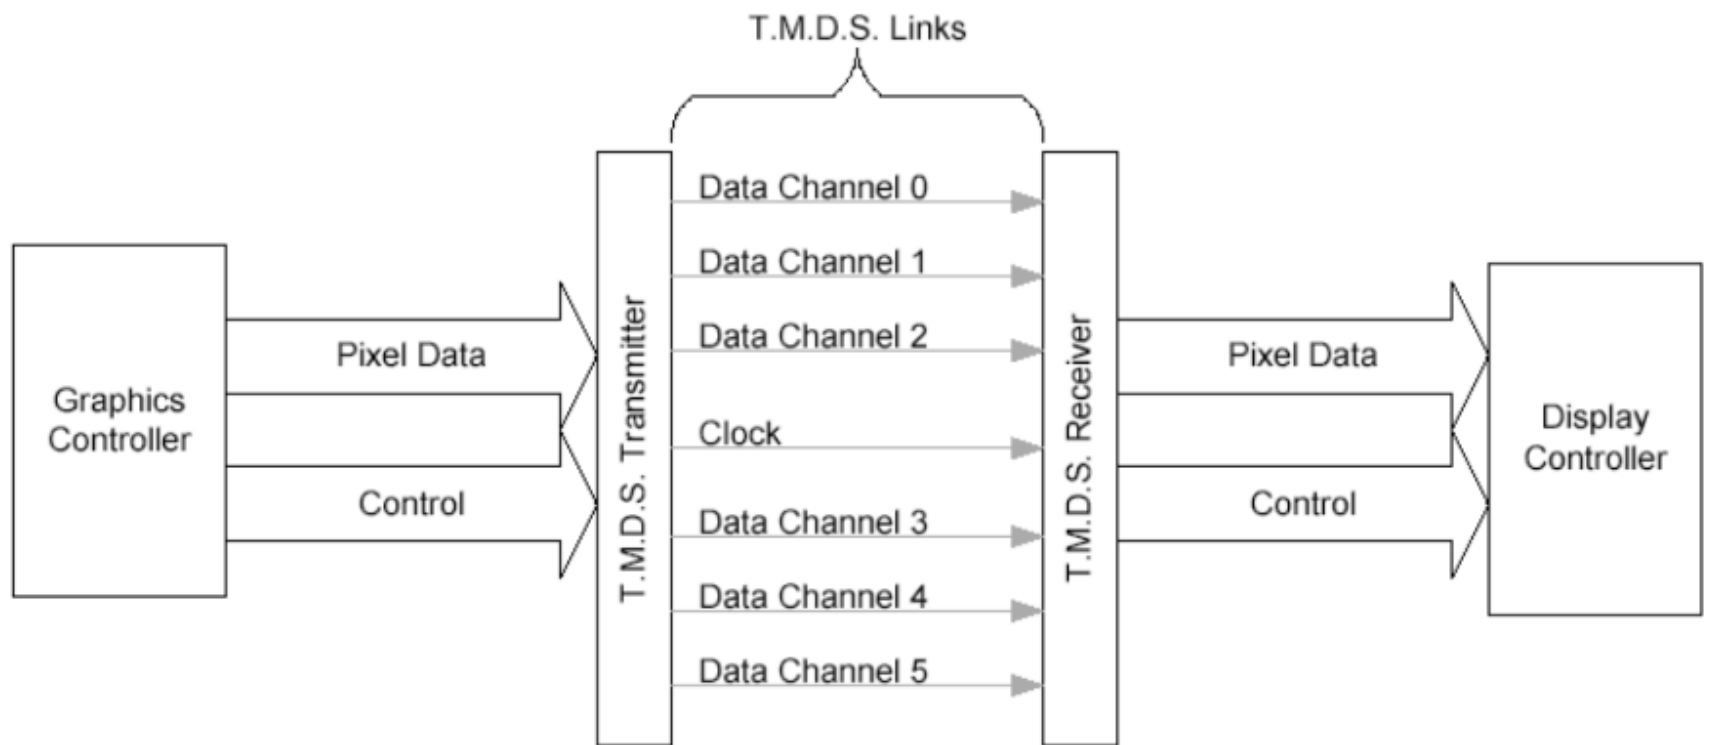 T.M.D.S. Links
Graphics
Controller
Pixel Data
Control
T.M.D.S. Transmitter
Data Channel 0
Data Channel 1
Data Channel 2
Clock
Data Channel 3
Data Channel 4
Data Channel 5
T.M.D.S. Receiver
Pixel Data
Control
Display
Controller